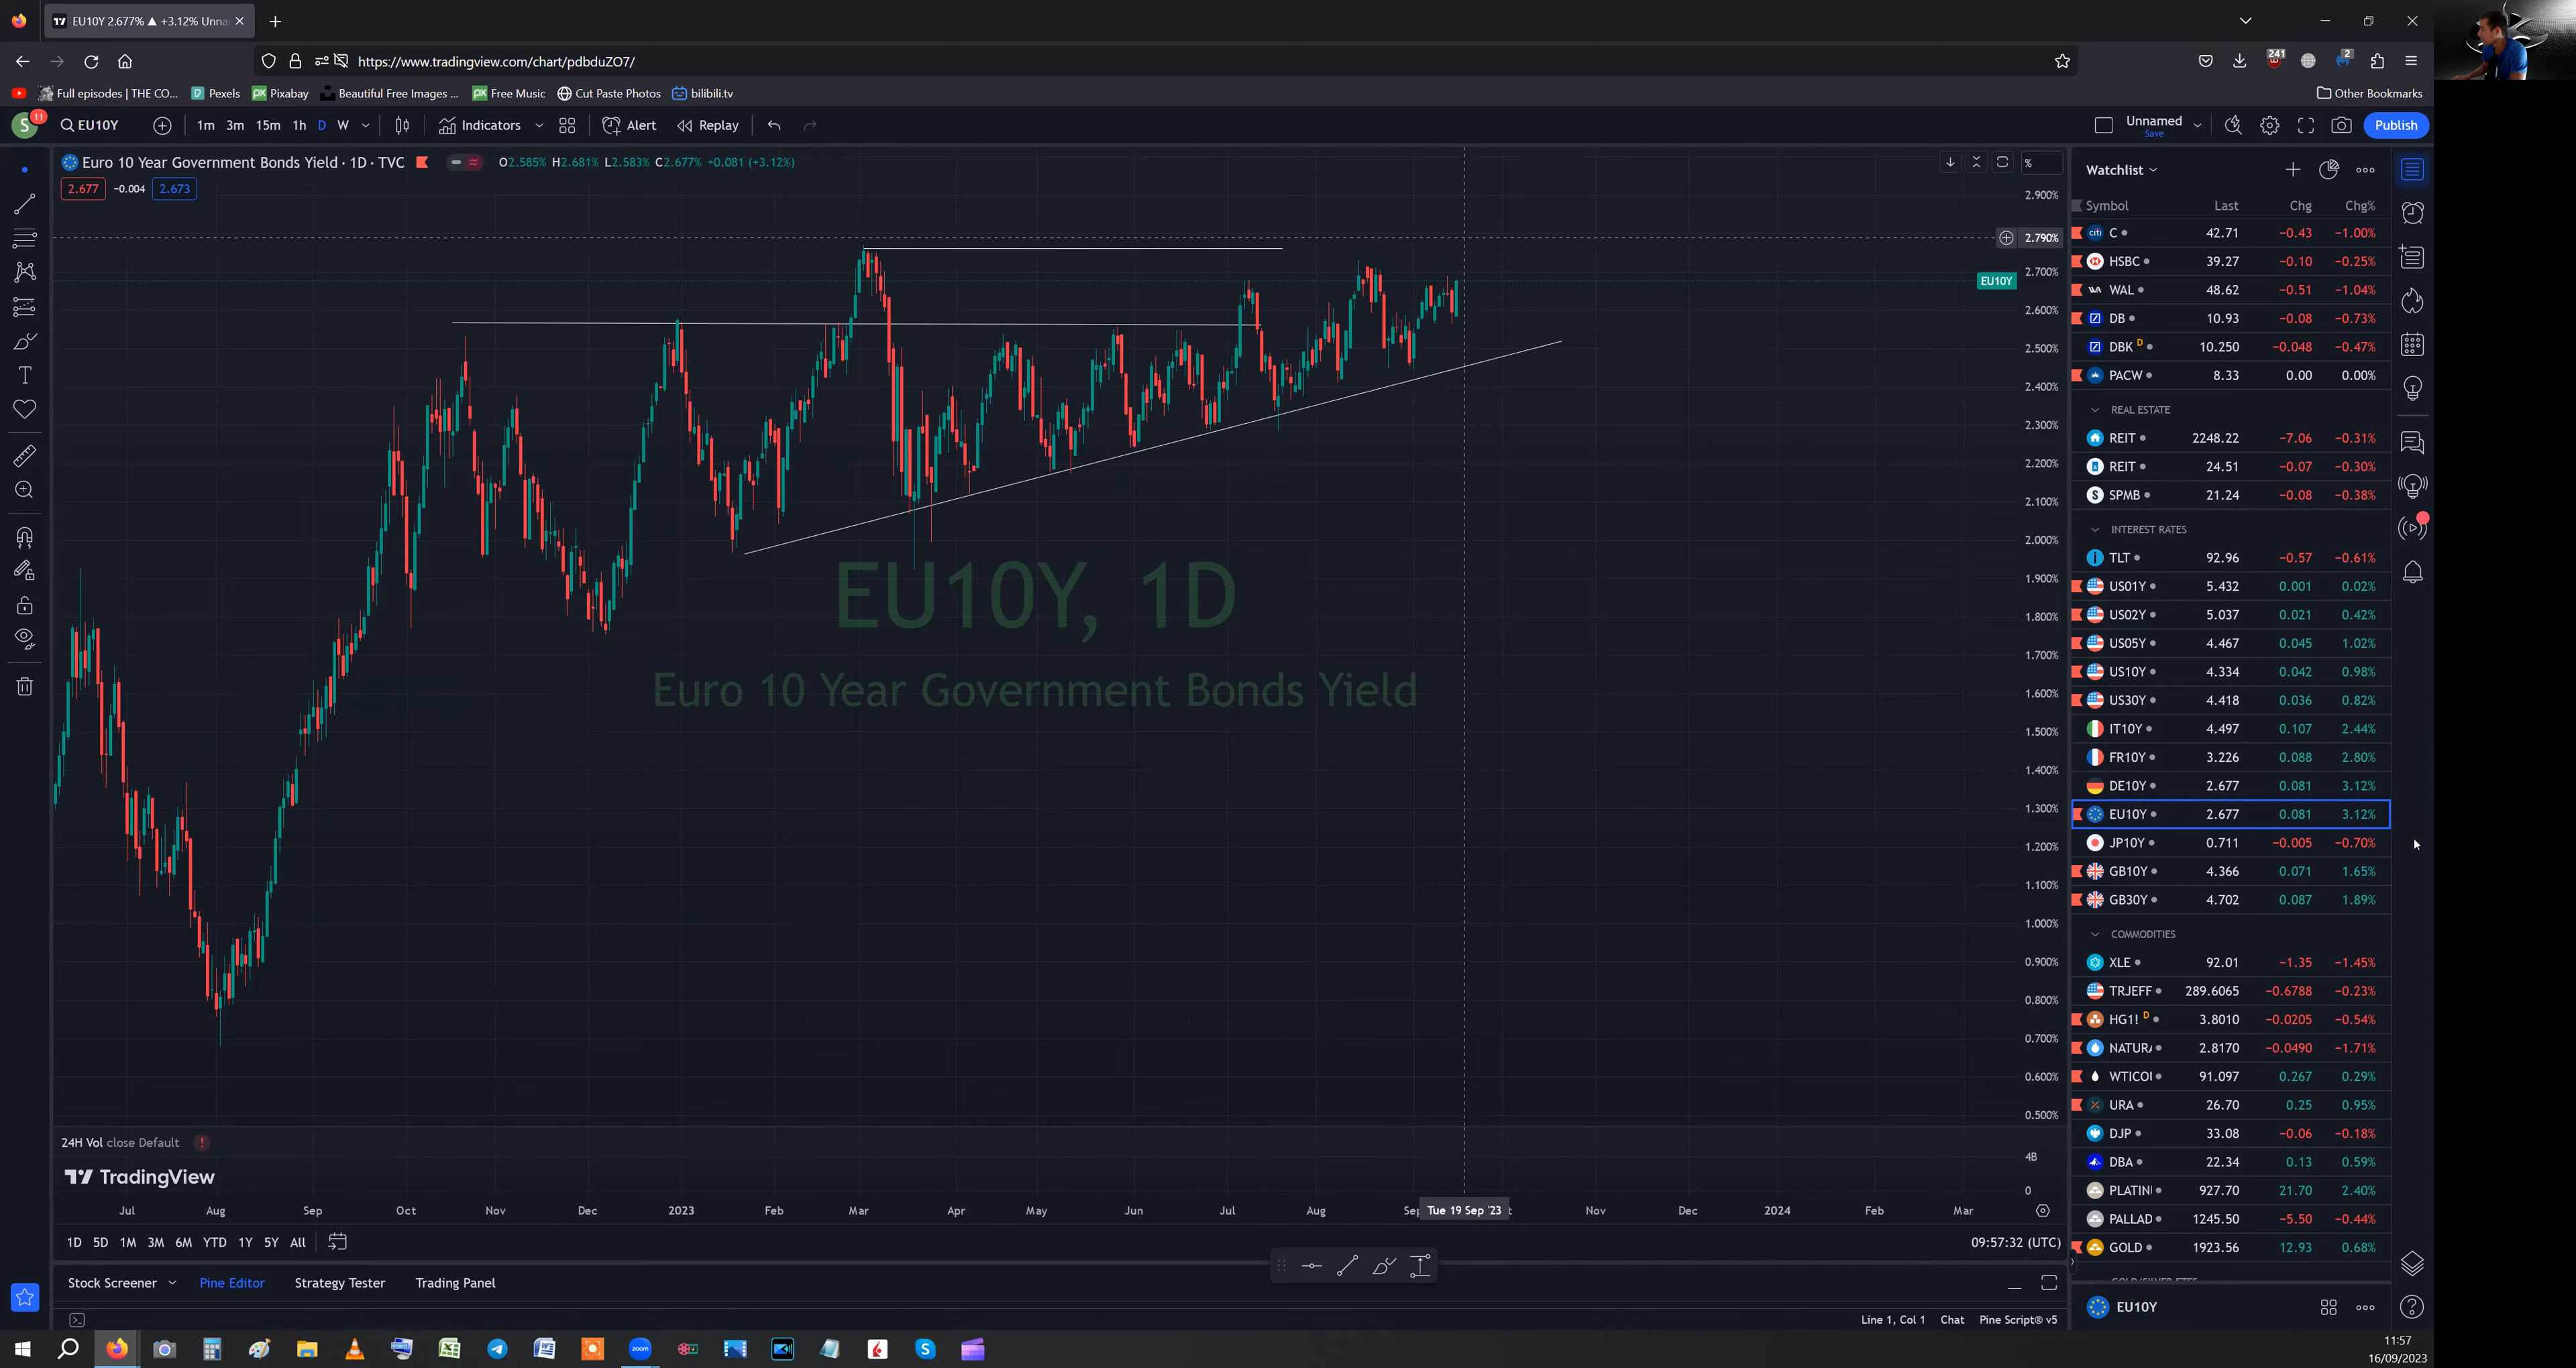 EU10Y 2.677% ▲ +3.12% Unna
https://www.tradingview.com/chart/pdbduZO7/
241
2
Full episodes | THE CO...
Pexels
Pixabay
Beautiful Free Images ...
Free Music
Cut Paste Photos
bilibili.tv
Other Bookmarks
S
11
EU10Y
1m
3m
15m
1h
D
W
Indicators
Alert
Replay
Unnamed
Save
Publish
Euro 10 Year Government Bonds Yield · 1D · TVC
O2.585% H2.681% L2.583% C2.677% +0.081 (+3.12%)
2.677
−0.004
2.673
%
2.900%
2.790%
2.700%
EU10Y
2.600%
2.500%
2.400%
2.300%
2.200%
2.100%
2.000%
1.900%
1.800%
1.700%
1.600%
1.500%
1.400%
1.300%
1.200%
1.100%
1.000%
0.900%
0.800%
0.700%
0.600%
0.500%
4B
0
EU10Y, 1D
Euro 10 Year Government Bonds Yield
24H Vol close Default
TradingView
Jul Aug Sep Oct Nov Dec 2023 Feb Mar Apr May Jun Jul Aug Sep Tue 19 Sep '23 Nov Dec 2024 Feb Mar
1D 5D 1M 3M 6M YTD 1Y 5Y All
09:57:32 (UTC)
Stock Screener
Pine Editor
Strategy Tester
Trading Panel
Line 1, Col 1 Chat Pine Script® v5
Watchlist
Symbol Last Chg Chg%
C 42.71 −0.43 −1.00%
HSBC 39.27 −0.10 −0.25%
WAL 48.62 −0.51 −1.04%
DB 10.93 −0.08 −0.73%
DBK D 10.250 −0.048 −0.47%
PACW 8.33 0.00 0.00%
REAL ESTATE
REIT 2248.22 −7.06 −0.31%
REIT 24.51 −0.07 −0.30%
SPMB 21.24 −0.08 −0.38%
INTEREST RATES
TLT 92.96 −0.57 −0.61%
US01Y 5.432 0.001 0.02%
US02Y 5.037 0.021 0.42%
US05Y 4.467 0.045 1.02%
US10Y 4.334 0.042 0.98%
US30Y 4.418 0.036 0.82%
IT10Y 4.497 0.107 2.44%
FR10Y 3.226 0.088 2.80%
DE10Y 2.677 0.081 3.12%
EU10Y 2.677 0.081 3.12%
JP10Y 0.711 −0.005 −0.70%
GB10Y 4.366 0.071 1.65%
GB30Y 4.702 0.087 1.89%
COMMODITIES
XLE 92.01 −1.35 −1.45%
TRJEFF 289.6065 −0.6788 −0.23%
HG1! D 3.8010 −0.0205 −0.54%
NATUR 2.8170 −0.0490 −1.71%
WTICOI 91.097 0.267 0.29%
URA 26.70 0.25 0.95%
DJP 33.08 −0.06 −0.18%
DBA 22.34 0.13 0.59%
PLATIN 927.70 21.70 2.40%
PALLAD 1245.50 −5.50 −0.44%
GOLD 1923.56 12.93 0.68%
EU10Y
zoom
11:57
16/09/2023